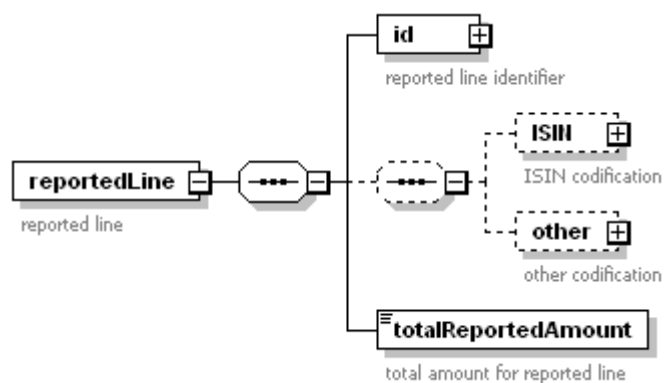 id
reported line identifier
ISIN
ISIN codification
reportedLine
reported line
other
other codification
totalReportedAmount
total amount for reported line